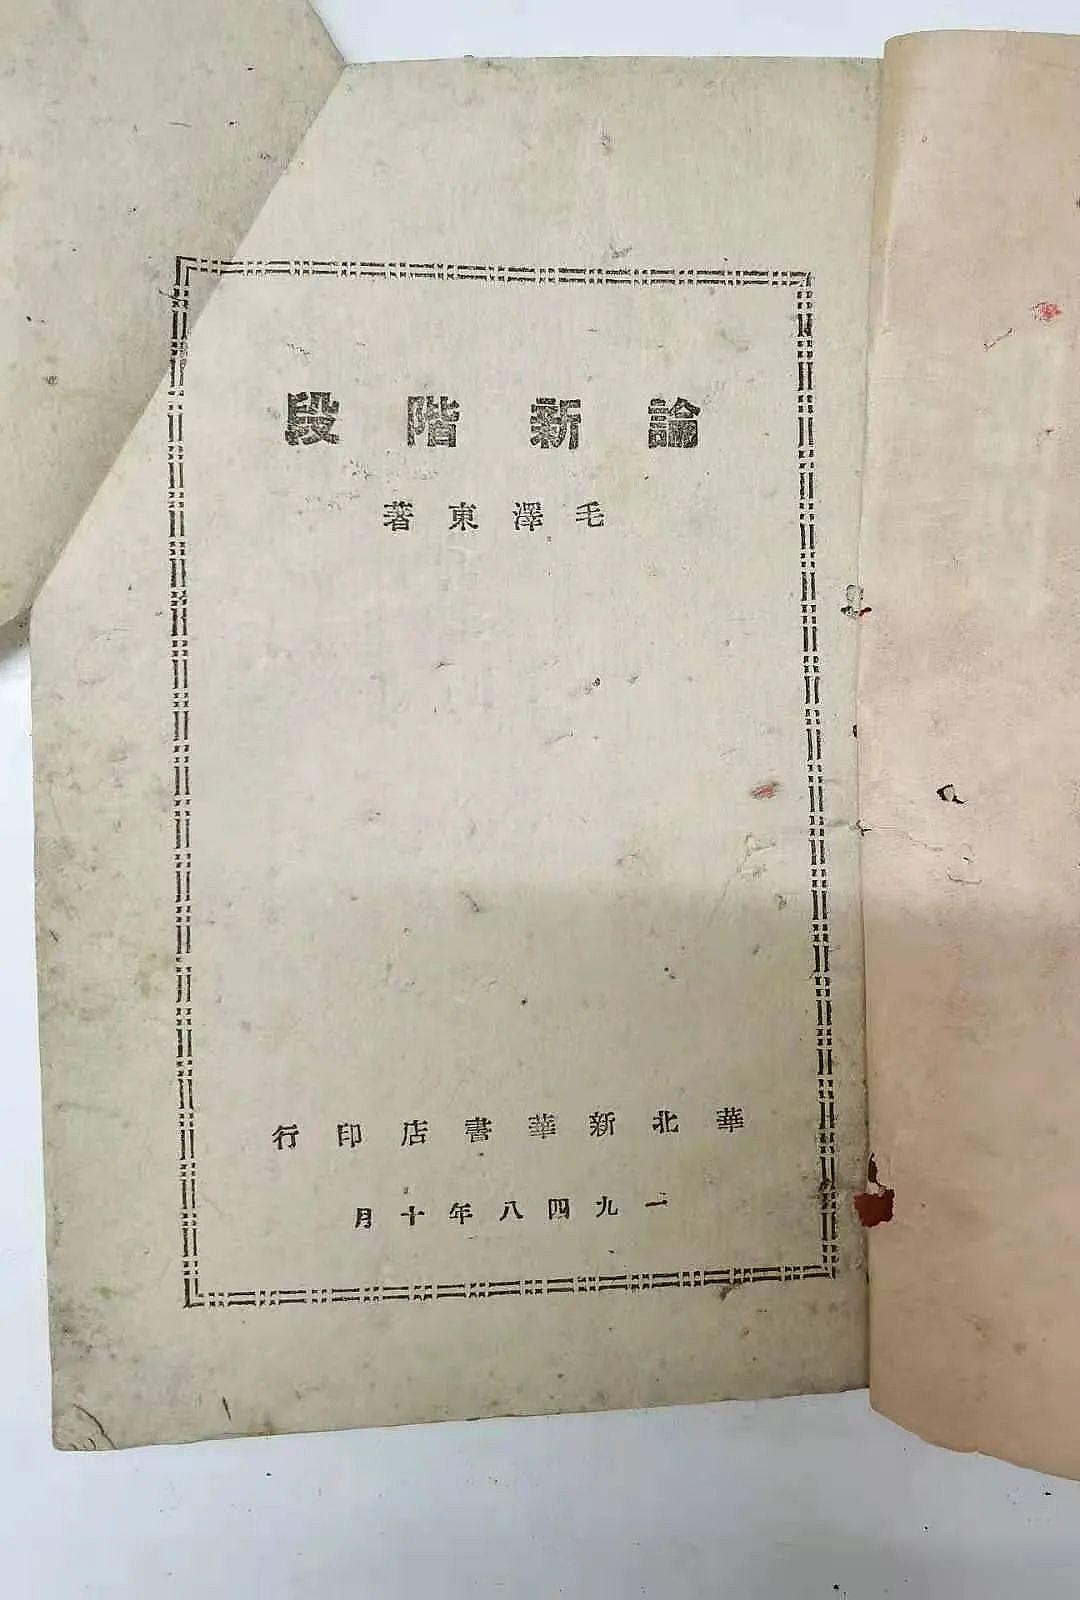 論新階段
毛澤東著
華北新華書店印行
一九四八年十月